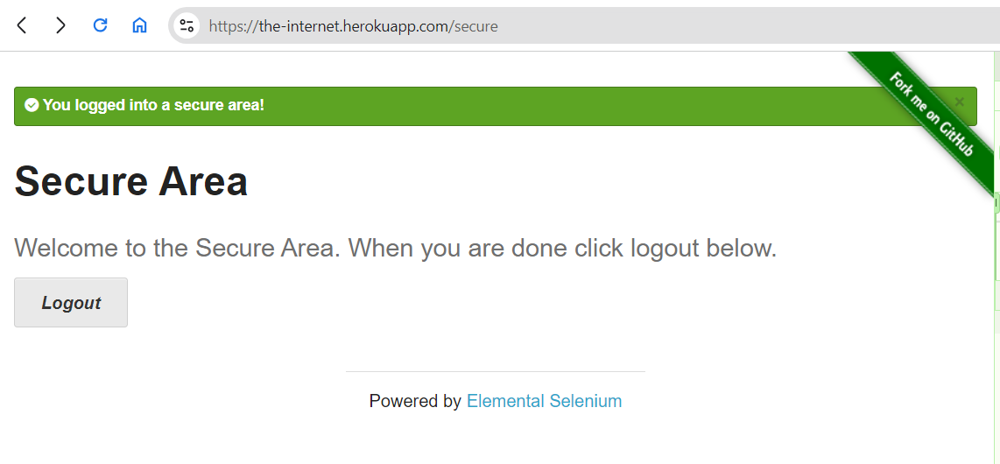 https://the-internet.herokuapp.com/secure
Fork me on GitHub
You logged into a secure area!
×
Secure Area
Welcome to the Secure Area. When you are done click logout below.
Logout
Powered by Elemental Selenium